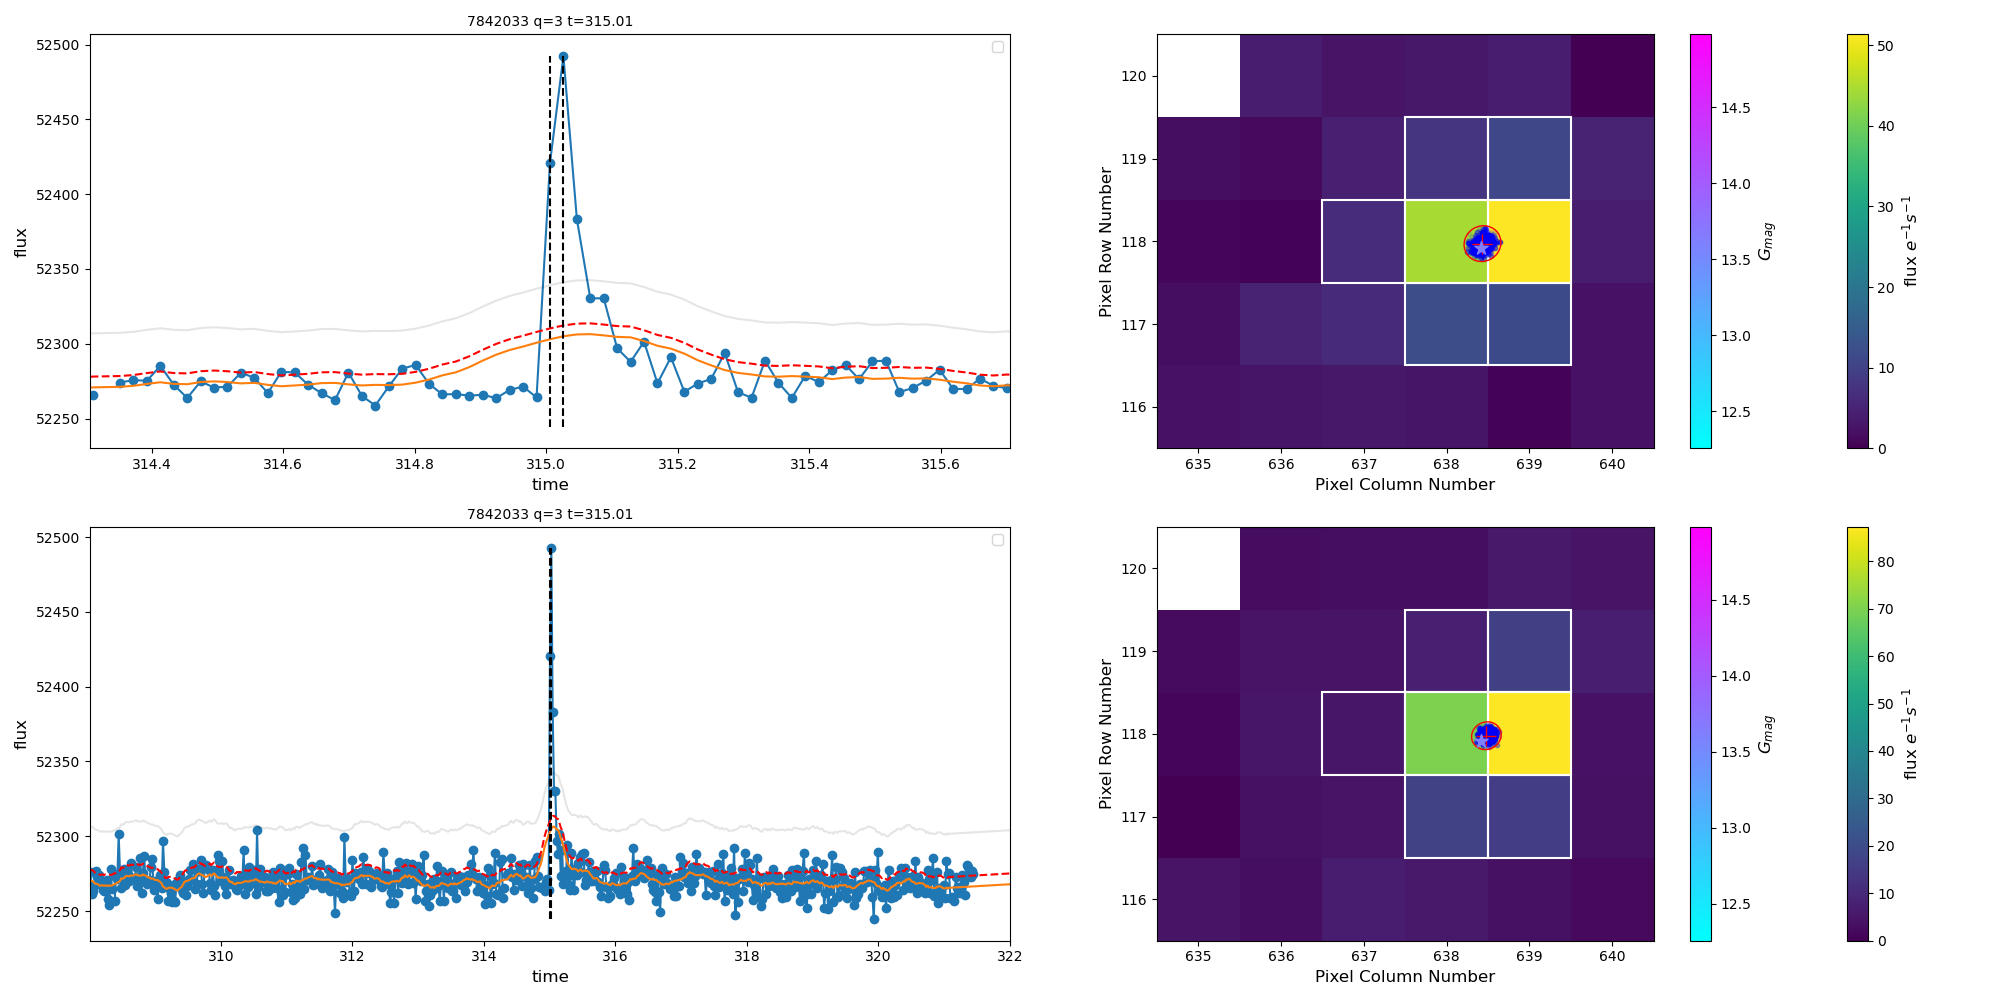 7842033 q=3 t=315.01
52500
52450
52400
52350
52300
52250
flux
314.4 314.6 314.8 315.0 315.2 315.4 315.6
time
120
119
118
117
116
Pixel Row Number
635 636 637 638 639 640
Pixel Column Number
14.5
14.0
13.5
13.0
12.5
G_mag
50
40
30
20
10
0
flux e⁻¹s⁻¹
7842033 q=3 t=315.01
52500
52450
52400
52350
52300
52250
flux
310 312 314 316 318 320 322
time
120
119
118
117
116
Pixel Row Number
635 636 637 638 639 640
Pixel Column Number
14.5
14.0
13.5
13.0
12.5
G_mag
80
70
60
50
40
30
20
10
0
flux e⁻¹s⁻¹